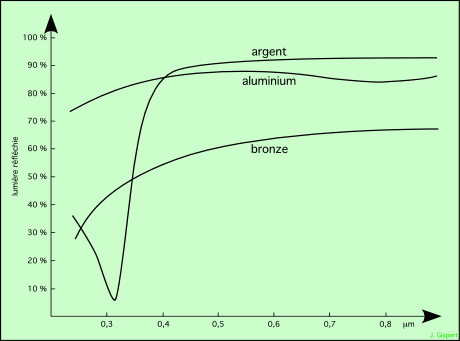 100 %
90 %
80 %
70 %
60 %
50 %
40 %
30 %
20 %
10 %
lumière réfléchie
argent
aluminium
bronze
0,3 0,4 0,5 0,6 0,7 0,8 µm
J. Gispert